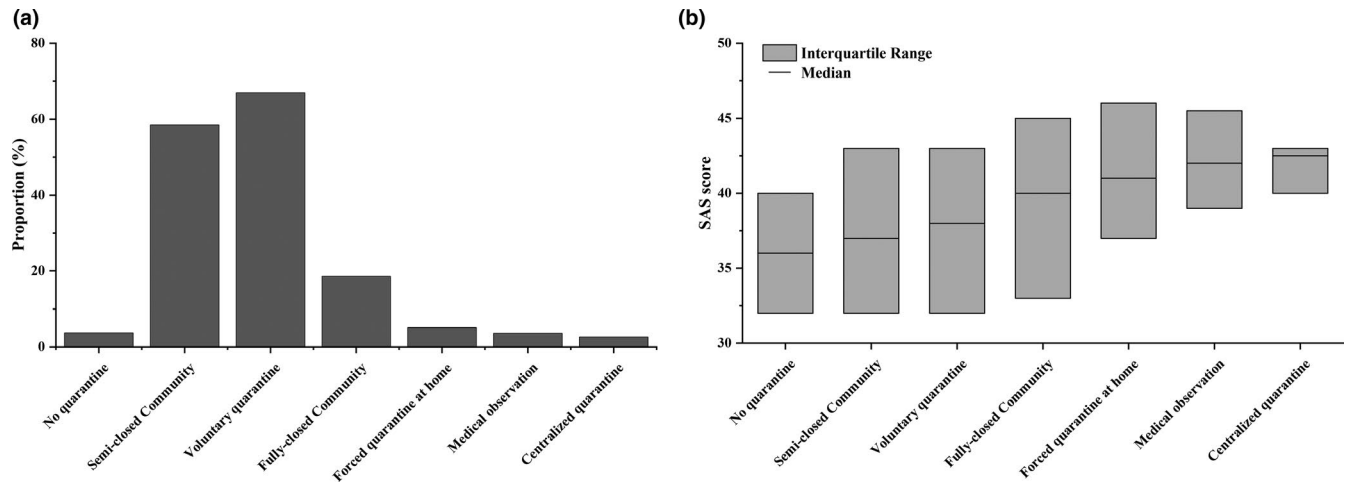 (a)
80
60
40
20
0
Proportion (%)
No quarantine
Semi-closed Community
Voluntary quarantine
Fully-closed Community
Forced quarantine at home
Medical observation
Centralized quarantine
(b)
50
45
40
35
30
SAS score
Interquartile Range
Median
No quarantine
Semi-closed Community
Voluntary quarantine
Fully-closed Community
Forced quarantine at home
Medical observation
Centralized quarantine